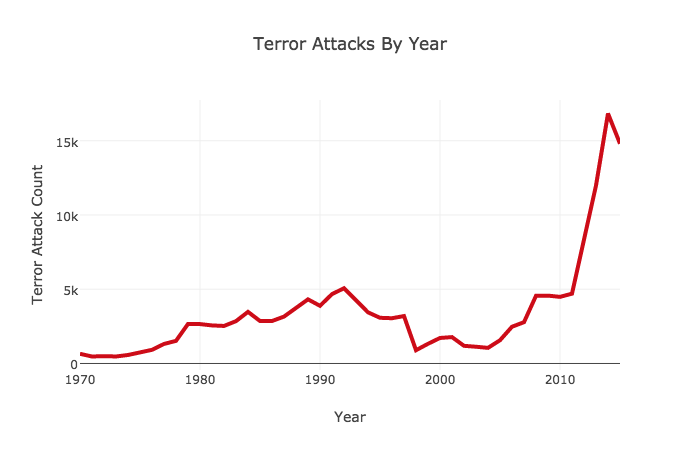 Terror Attacks By Year
Terror Attack Count
15k
10k
5k
0
1970 1980 1990 2000 2010
Year